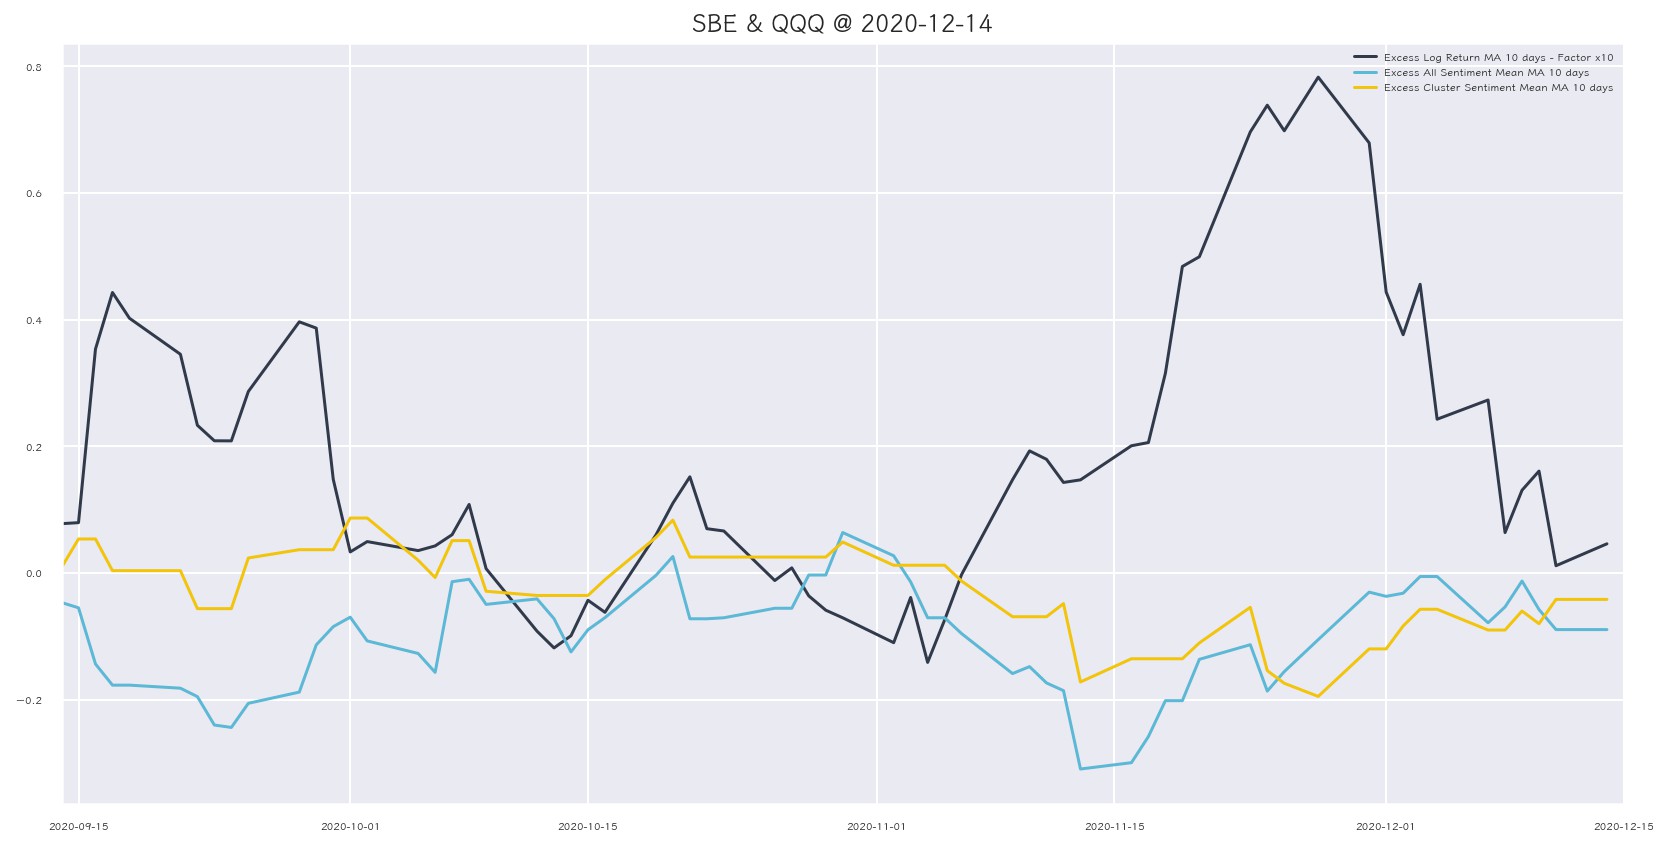 SBE & QQQ @ 2020-12-14
Excess Log Return MA 10 days - Factor x10
Excess All Sentiment Mean MA 10 days
Excess Cluster Sentiment Mean MA 10 days
0.8
0.6
0.4
0.2
0.0
−0.2
2020-09-15 2020-10-01 2020-10-15 2020-11-01 2020-11-15 2020-12-01 2020-12-15